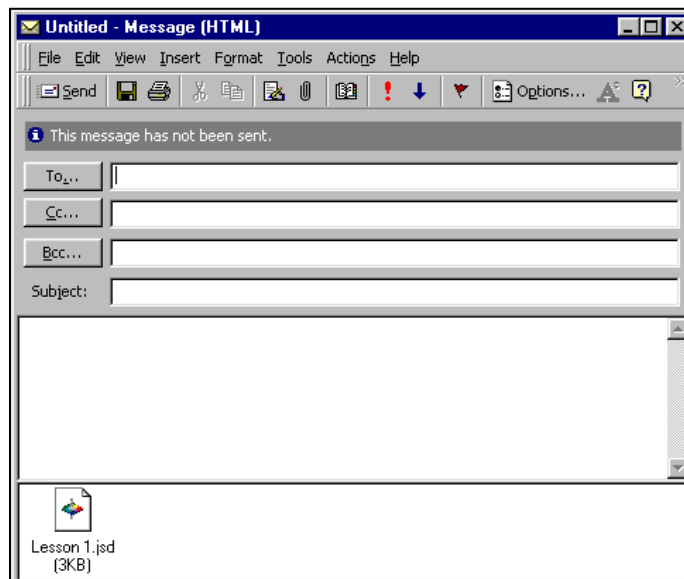 Untitled - Message (HTML)
File Edit View Insert Format Tools Actions Help
Send Options...
This message has not been sent.
To...
Cc...
Bcc...
Subject:
Lesson 1.jsd
(3KB)